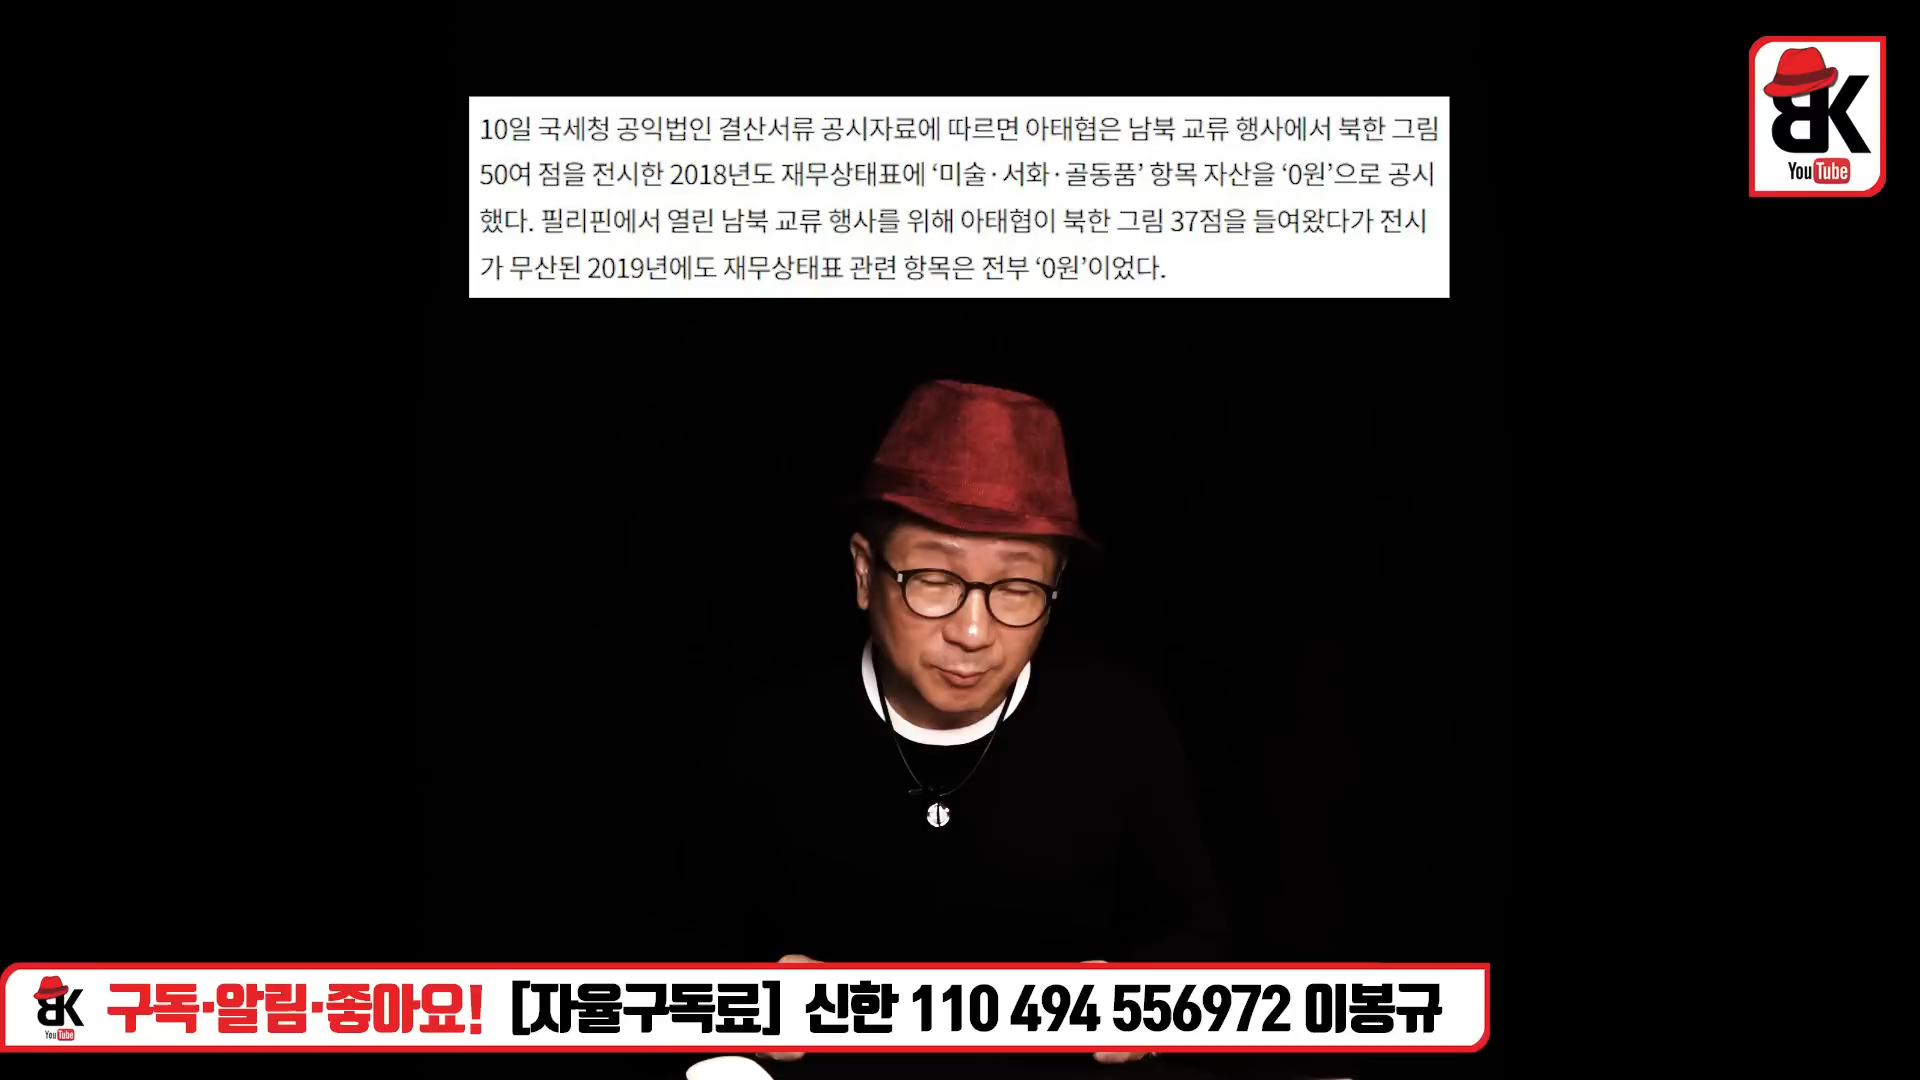 10일 국세청 공익법인 결산서류 공시자료에 따르면 아태협은 남북 교류 행사에서 북한 그림
50여 점을 전시한 2018년도 재무상태표에 ‘미술·서화·골동품’ 항목 자산을 ‘0원’으로 공시
했다. 필리핀에서 열린 남북 교류 행사를 위해 아태협이 북한 그림 37점을 들여왔다가 전시
가 무산된 2019년에도 재무상태표 관련 항목은 전부 ‘0원’이었다.
BK
YouTube
BK
YouTube
구독·알림·좋아요! [자율구독료] 신한 110 494 556972 이봉규